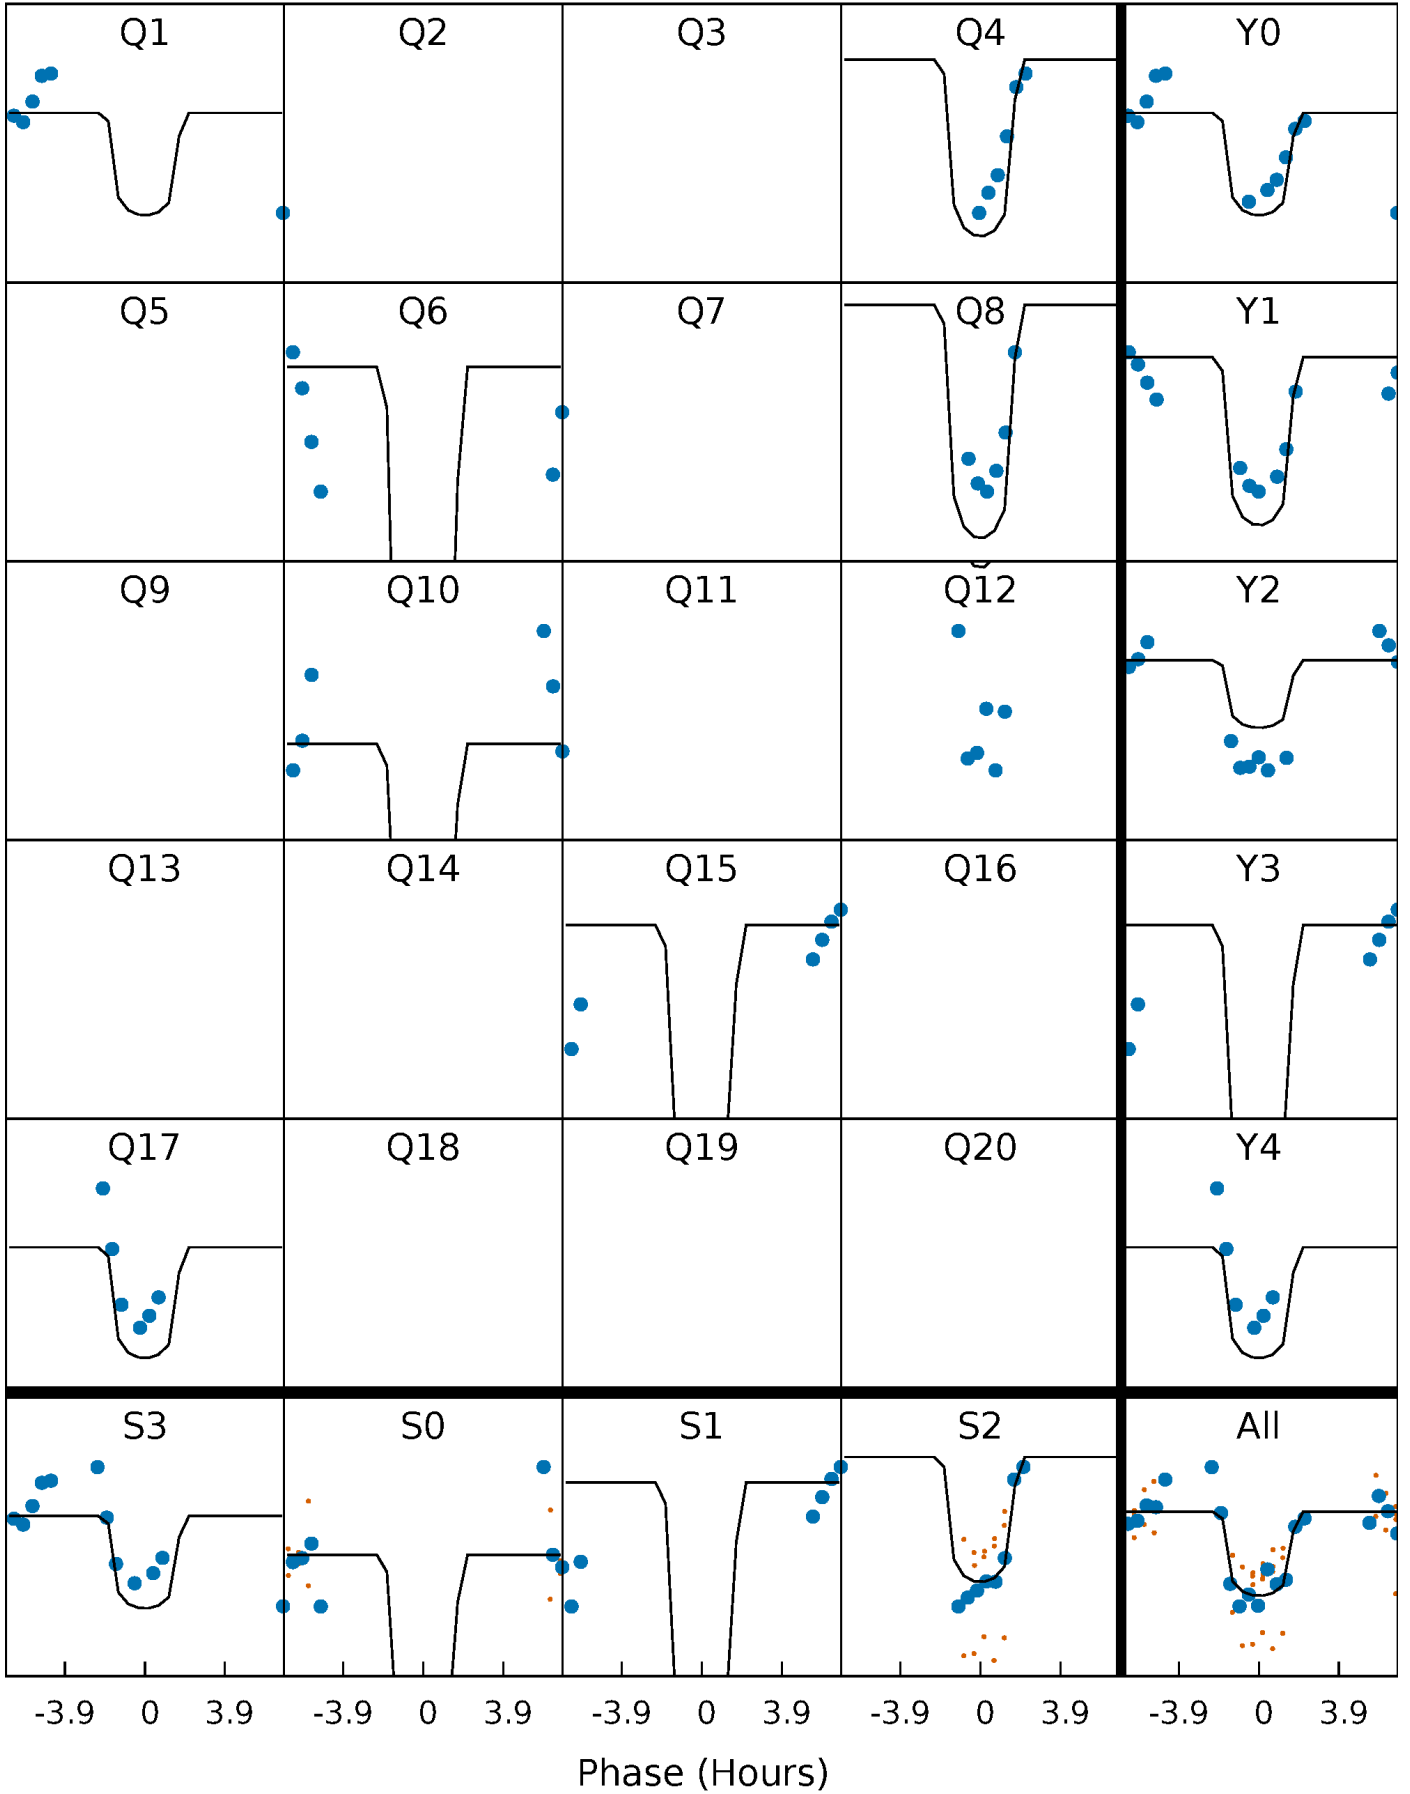 Q1 Q2 Q3 Q4 Y0
Q5 Q6 Q7 Q8 Y1
Q9 Q10 Q11 Q12 Y2
Q13 Q14 Q15 Q16 Y3
Q17 Q18 Q19 Q20 Y4
S3 S0 S1 S2 All
-3.9 0 3.9 -3.9 0 3.9 -3.9 0 3.9 -3.9 0 3.9 -3.9 0 3.9
Phase (Hours)